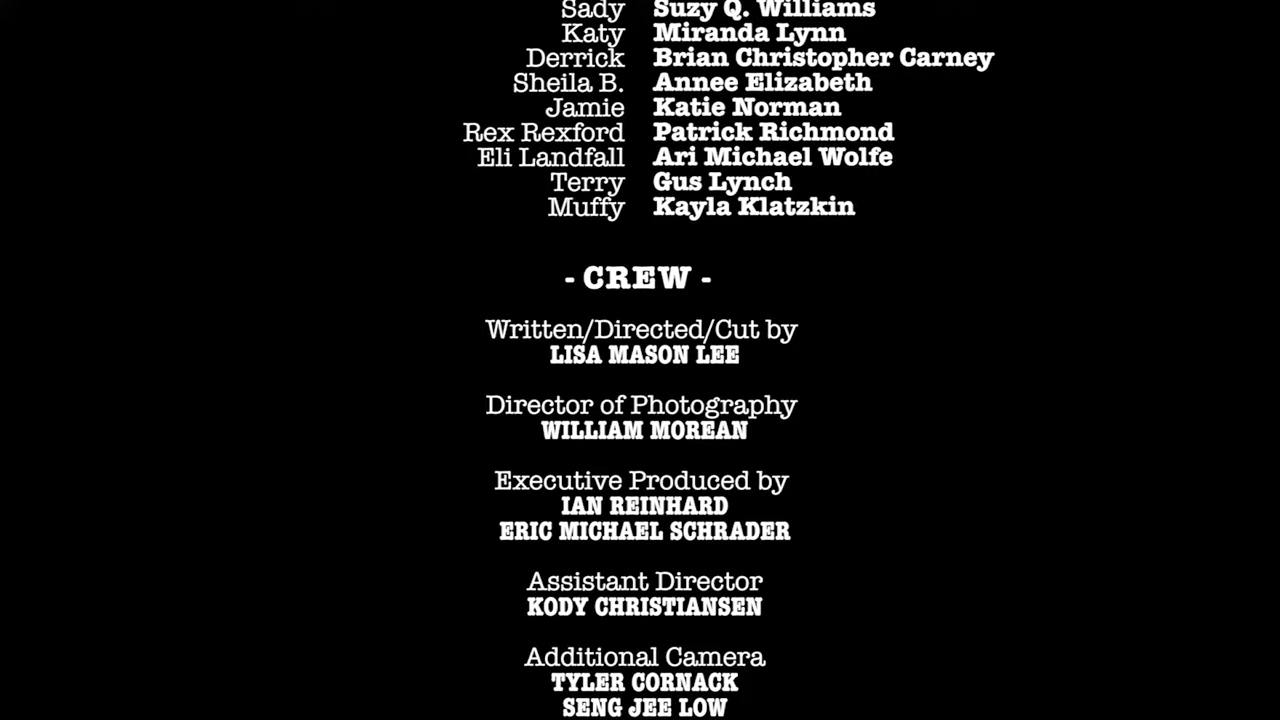 Sady Suzy Q. Williams
Katy Miranda Lynn
Derrick Brian Christopher Carney
Sheila B. Annee Elizabeth
Jamie Katie Norman
Rex Rexford Patrick Richmond
Eli Landfall Ari Michael Wolfe
Terry Gus Lynch
Muffy Kayla Klatzkin
- CREW -
Written/Directed/Cut by
LISA MASON LEE
Director of Photography
WILLIAM MOREAN
Executive Produced by
IAN REINHARD
ERIC MICHAEL SCHRADER
Assistant Director
KODY CHRISTIANSEN
Additional Camera
TYLER CORNACK
SENG JEE LOW